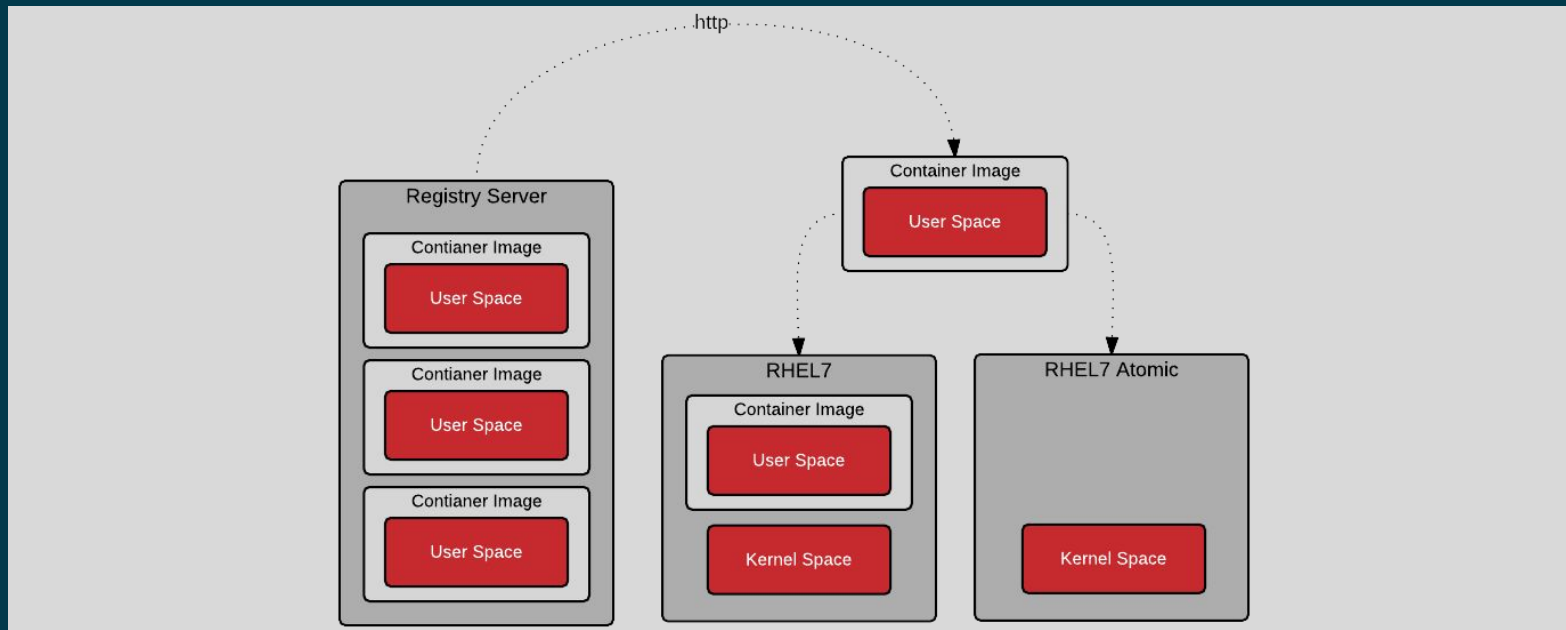 http
Registry Server
Contianer Image
User Space
Contianer Image
User Space
Contianer Image
User Space
Container Image
User Space
RHEL7
Container Image
User Space
Kernel Space
RHEL7 Atomic
Kernel Space